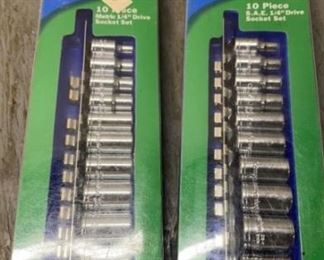 10 Piece
Metric 1/4" Drive
Socket Set
10 Piece
S.A.E. 1/4" Drive
Socket Set